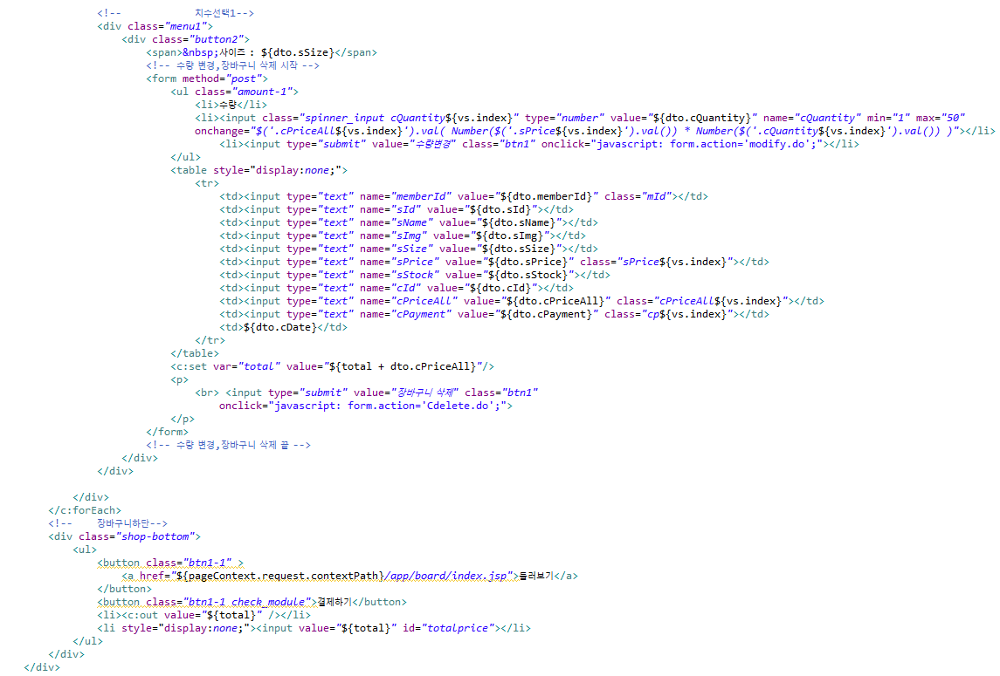 <!-- 치수선택1-->
<div class="menu1">
<div class="button2">
<span>&nbsp;사이즈 : ${dto.sSize}</span>
<!-- 수량 변경,장바구니 삭제 시작 -->
<form method="post">
<ul class="amount-1">
<li>수량</li>
<li><input class="spinner_input cQuantity${vs.index}" type="number" value="${dto.cQuantity}" name="cQuantity" min="1" max="50"
onchange="$('.cPriceAll${vs.index}').val( Number($('.sPrice${vs.index}').val()) * Number($('.cQuantity${vs.index}').val()) )"></li>
<li><input type="submit" value="수량변경" class="btn1" onclick="javascript: form.action='modify.do';"></li>
</ul>
<table style="display:none;">
<tr>
<td><input type="text" name="memberId" value="${dto.memberId}" class="mId"></td>
<td><input type="text" name="sId" value="${dto.sId}"></td>
<td><input type="text" name="sName" value="${dto.sName}"></td>
<td><input type="text" name="sImg" value="${dto.sImg}"></td>
<td><input type="text" name="sSize" value="${dto.sSize}"></td>
<td><input type="text" name="sPrice" value="${dto.sPrice}" class="sPrice${vs.index}"></td>
<td><input type="text" name="sStock" value="${dto.sStock}"></td>
<td><input type="text" name="cId" value="${dto.cId}"></td>
<td><input type="text" name="cPriceAll" value="${dto.cPriceAll}" class="cPriceAll${vs.index}"></td>
<td><input type="text" name="cPayment" value="${dto.cPayment}" class="cp${vs.index}"></td>
<td>${dto.cDate}</td>
</tr>
</table>
<c:set var="total" value="${total + dto.cPriceAll}"/>
<p>
<br> <input type="submit" value="장바구니 삭제" class="btn1"
onclick="javascript: form.action='Cdelete.do';">
</p>
</form>
<!-- 수량 변경,장바구니 삭제 끝 -->
</div>
</div>
</div>
</c:forEach>
<!-- 장바구니하단-->
<div class="shop-bottom">
<ul>
<button class="btn1-1" >
<a href="${pageContext.request.contextPath}/app/board/index.jsp">둘러보기</a>
</button>
<button class="btn1-1 check_module">결제하기</button>
<li><c:out value="${total}" /></li>
<li style="display:none;"><input value="${total}" id="totalprice"></li>
</ul>
</div>
</div>